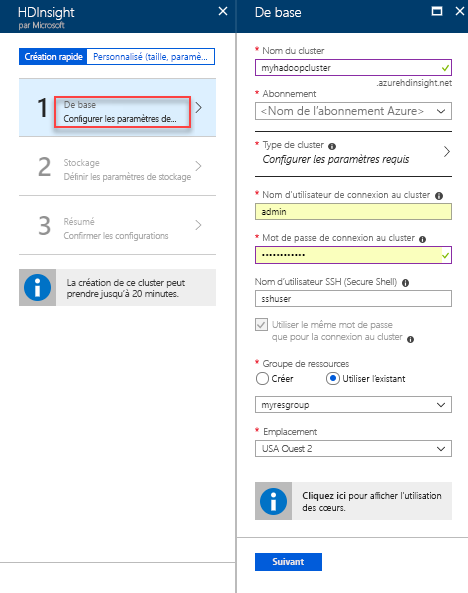 HDInsight
par Microsoft
Création rapide
Personnalisé (taille, paramè...
1
De base
Configurer les paramètres de...
2
Stockage
Définir les paramètres de stockage
3
Résumé
Confirmer les configurations
La création de ce cluster peut
prendre jusqu'à 20 minutes.
De base
* Nom du cluster
myhadoopcluster
.azurehdinsight.net
* Abonnement
<Nom de l'abonnement Azure>
* Type de cluster
Configurer les paramètres requis
* Nom d'utilisateur de connexion au cluster
admin
* Mot de passe de connexion au cluster
••••••••••••
Nom d'utilisateur SSH (Secure Shell)
sshuser
Utiliser le même mot de passe
que pour la connexion au cluster
* Groupe de ressources
Créer
Utiliser l'existant
myresgroup
* Emplacement
USA Ouest 2
Cliquez ici pour afficher l'utilisation
des cœurs.
Suivant